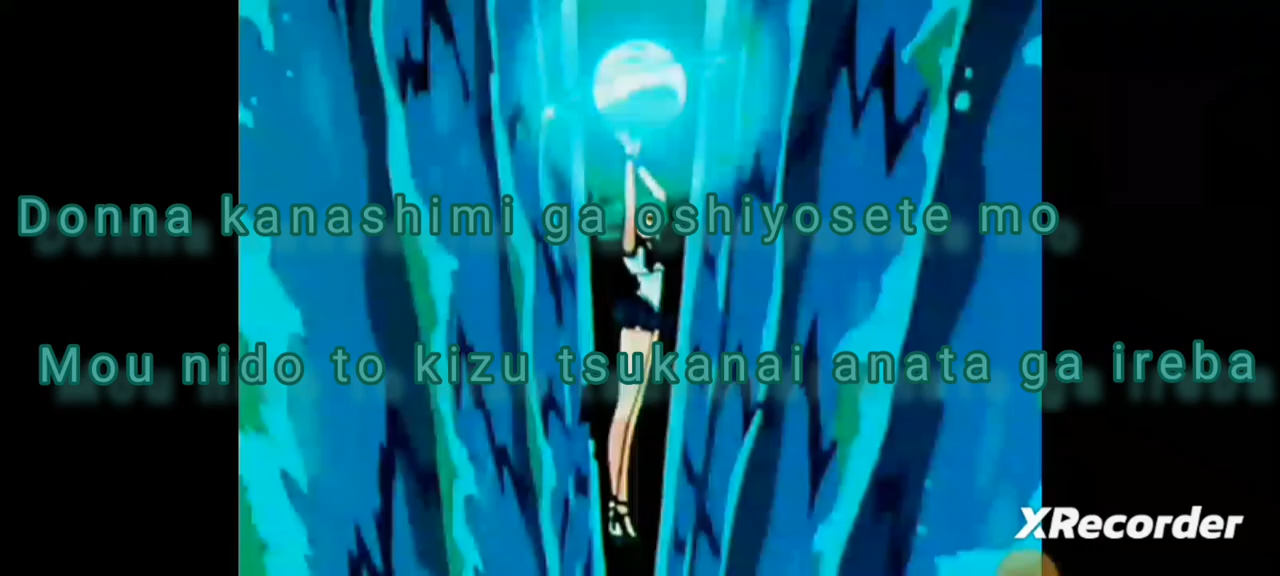 Donna kanashimi ga oshiyosete mo
Mou nido to kizu tsukanai anata ga ireba
XRecorder